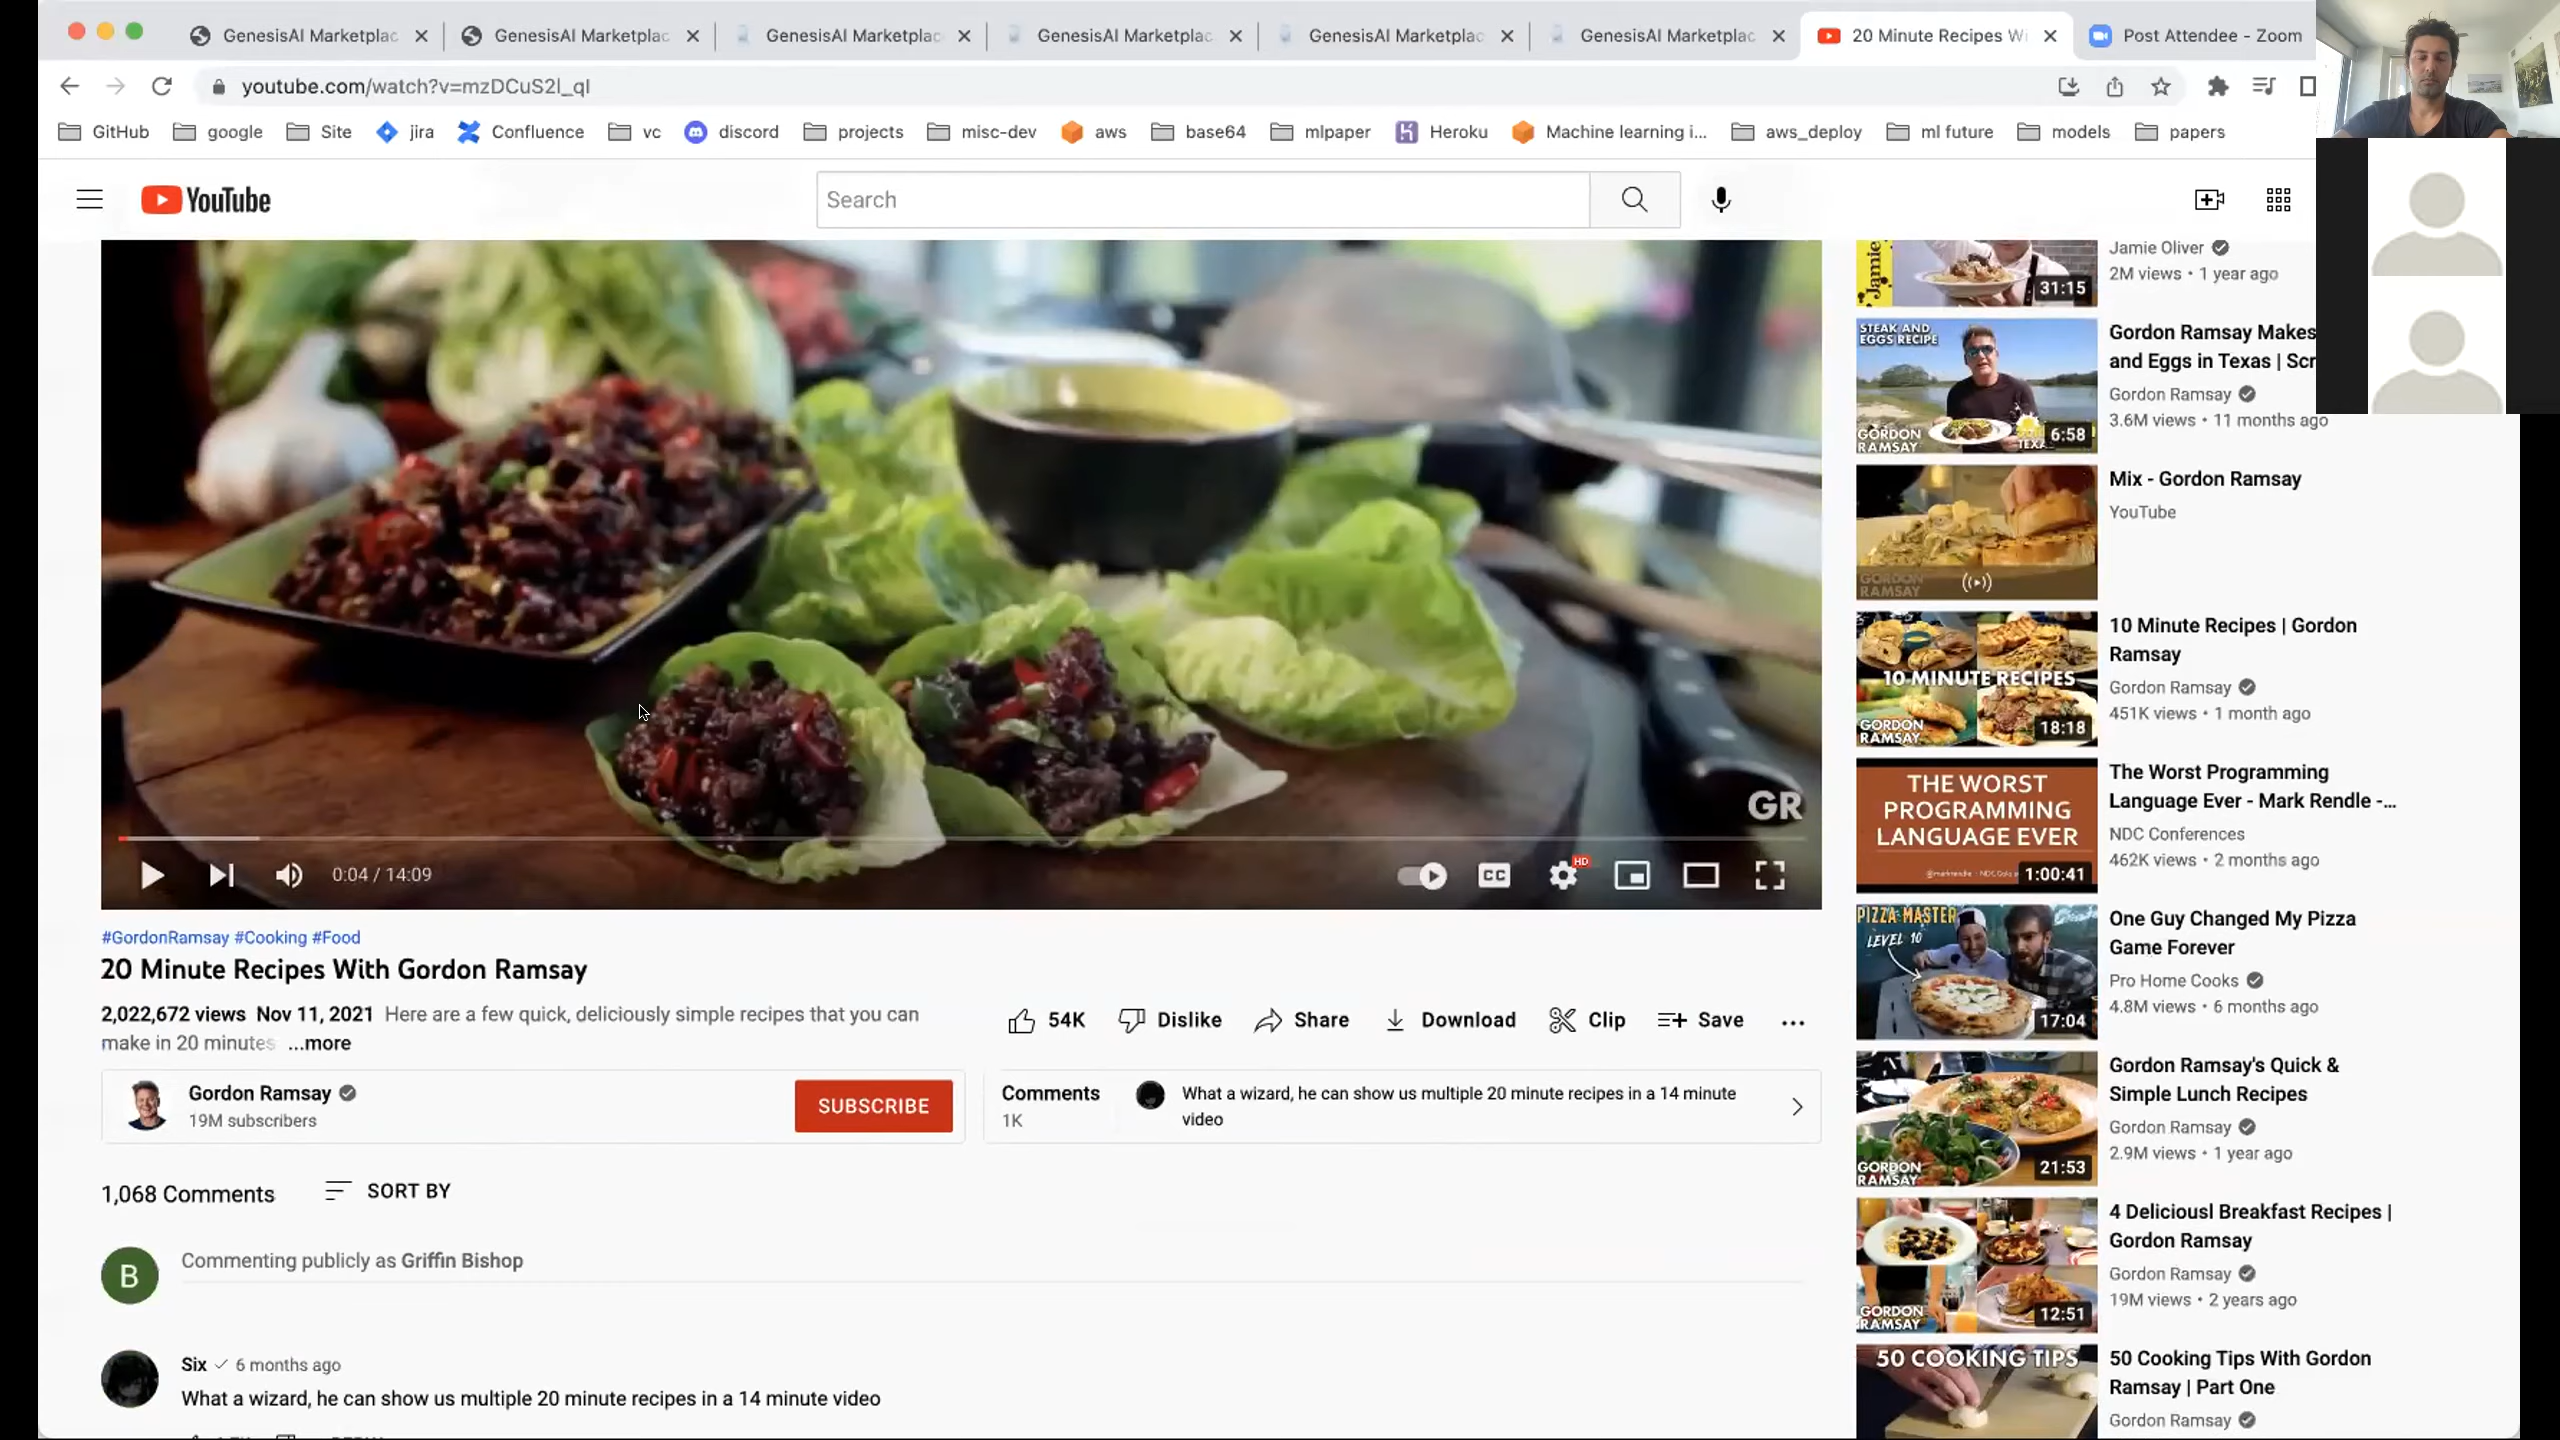 GenesisAI Marketplac
GenesisAI Marketplac
GenesisAI Marketplac
GenesisAI Marketplac
GenesisAI Marketplac
GenesisAI Marketplac
20 Minute Recipes Wi
Post Attendee - Zoom
youtube.com/watch?v=mzDCuS2l_qI
GitHub
google
Site
jira
Confluence
vc
discord
projects
misc-dev
aws
base64
mlpaper
Heroku
Machine learning i...
aws_deploy
ml future
models
papers
YouTube
Search
GR
0:04 / 14:09
CC
HD
#GordonRamsay #Cooking #Food
20 Minute Recipes With Gordon Ramsay
2,022,672 views Nov 11, 2021 Here are a few quick, deliciously simple recipes that you can
make in 20 minutes ...more
54K
Dislike
Share
Download
Clip
Save
Gordon Ramsay
19M subscribers
SUBSCRIBE
Comments
1K
What a wizard, he can show us multiple 20 minute recipes in a 14 minute
video
1,068 Comments
SORT BY
B
Commenting publicly as Griffin Bishop
Six ✓ 6 months ago
What a wizard, he can show us multiple 20 minute recipes in a 14 minute video
Jamie
31:15
Jamie Oliver
2M views • 1 year ago
STEAK AND
EGGS RECIPE
GORDON
RAMSAY
6:58
Gordon Ramsay Makes
and Eggs in Texas | Scr
Gordon Ramsay
3.6M views • 11 months ago
GORDON
RAMSAY
Mix - Gordon Ramsay
YouTube
10 MINUTE RECIPES
GORDON
RAMSAY
18:18
10 Minute Recipes | Gordon
Ramsay
Gordon Ramsay
451K views • 1 month ago
THE WORST
PROGRAMMING
LANGUAGE EVER
1:00:41
The Worst Programming
Language Ever - Mark Rendle -...
NDC Conferences
462K views • 2 months ago
PIZZA MASTER
LEVEL 10
17:04
One Guy Changed My Pizza
Game Forever
Pro Home Cooks
4.8M views • 6 months ago
GORDON
RAMSAY
21:53
Gordon Ramsay's Quick &
Simple Lunch Recipes
Gordon Ramsay
2.9M views • 1 year ago
GORDON
RAMSAY
12:51
4 Deliciousl Breakfast Recipes |
Gordon Ramsay
Gordon Ramsay
19M views • 2 years ago
50 COOKING TIPS
50 Cooking Tips With Gordon
Ramsay | Part One
Gordon Ramsay